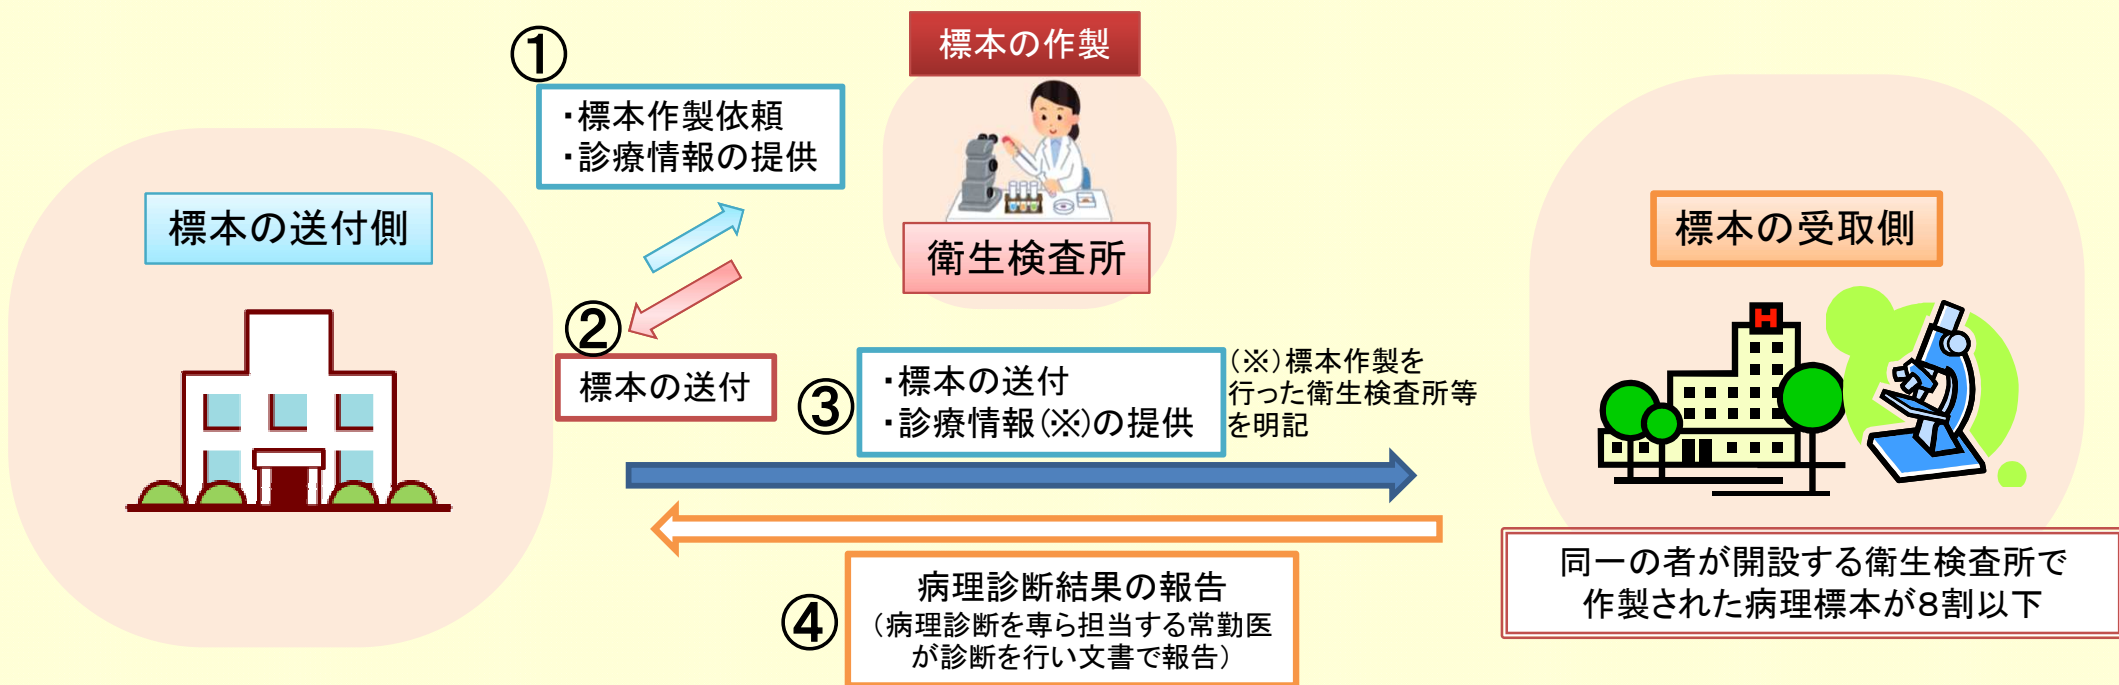 ①
・標本作製依頼
・診療情報の提供
標本の作製
衛生検査所
標本の送付側
標本の受取側
H
②
標本の送付
③
・標本の送付
・診療情報(※)の提供
(※)標本作製を
行った衛生検査所等
を明記
④
病理診断結果の報告
(病理診断を専ら担当する常勤医
が診断を行い文書で報告)
同一の者が開設する衛生検査所で
作製された病理標本が8割以下